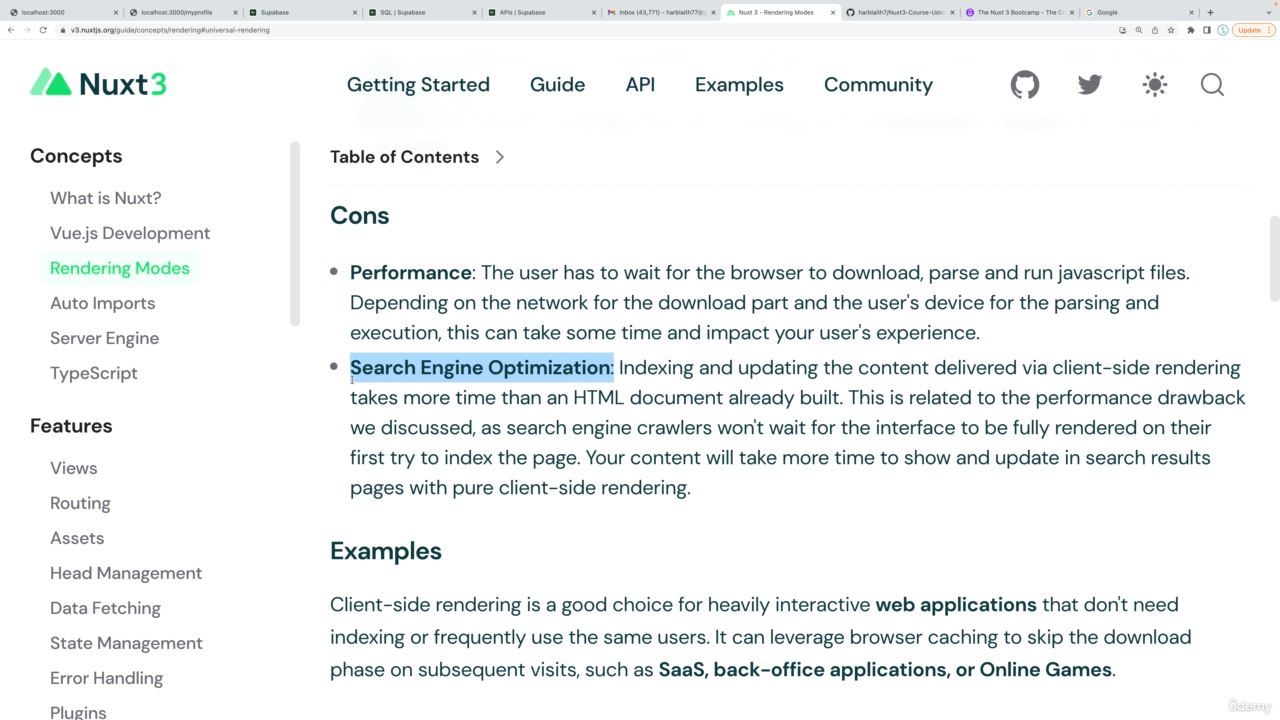 localhost:3000
localhost:3000/myprofile
Supabase
SQL | Supabase
APIs | Supabase
Inbox (43,771) - harblaith77@g
Nuxt 3 - Rendering Modes
harblaith7/Nuxt3-Course-Ude
The Nuxt 3 Bootcamp - The C
Google
v3.nuxtjs.org/guide/concepts/rendering#universal-rendering
Update
Nuxt3
Getting Started
Guide
API
Examples
Community
Concepts
What is Nuxt?
Vue.js Development
Rendering Modes
Auto Imports
Server Engine
TypeScript
Features
Views
Routing
Assets
Head Management
Data Fetching
State Management
Error Handling
Plugins
Table of Contents
Cons
Performance: The user has to wait for the browser to download, parse and run javascript files.
Depending on the network for the download part and the user's device for the parsing and
execution, this can take some time and impact your user's experience.
Search Engine Optimization: Indexing and updating the content delivered via client-side rendering
takes more time than an HTML document already built. This is related to the performance drawback
we discussed, as search engine crawlers won't wait for the interface to be fully rendered on their
first try to index the page. Your content will take more time to show and update in search results
pages with pure client-side rendering.
Examples
Client-side rendering is a good choice for heavily interactive web applications that don't need
indexing or frequently use the same users. It can leverage browser caching to skip the download
phase on subsequent visits, such as SaaS, back-office applications, or Online Games.
ûdemy